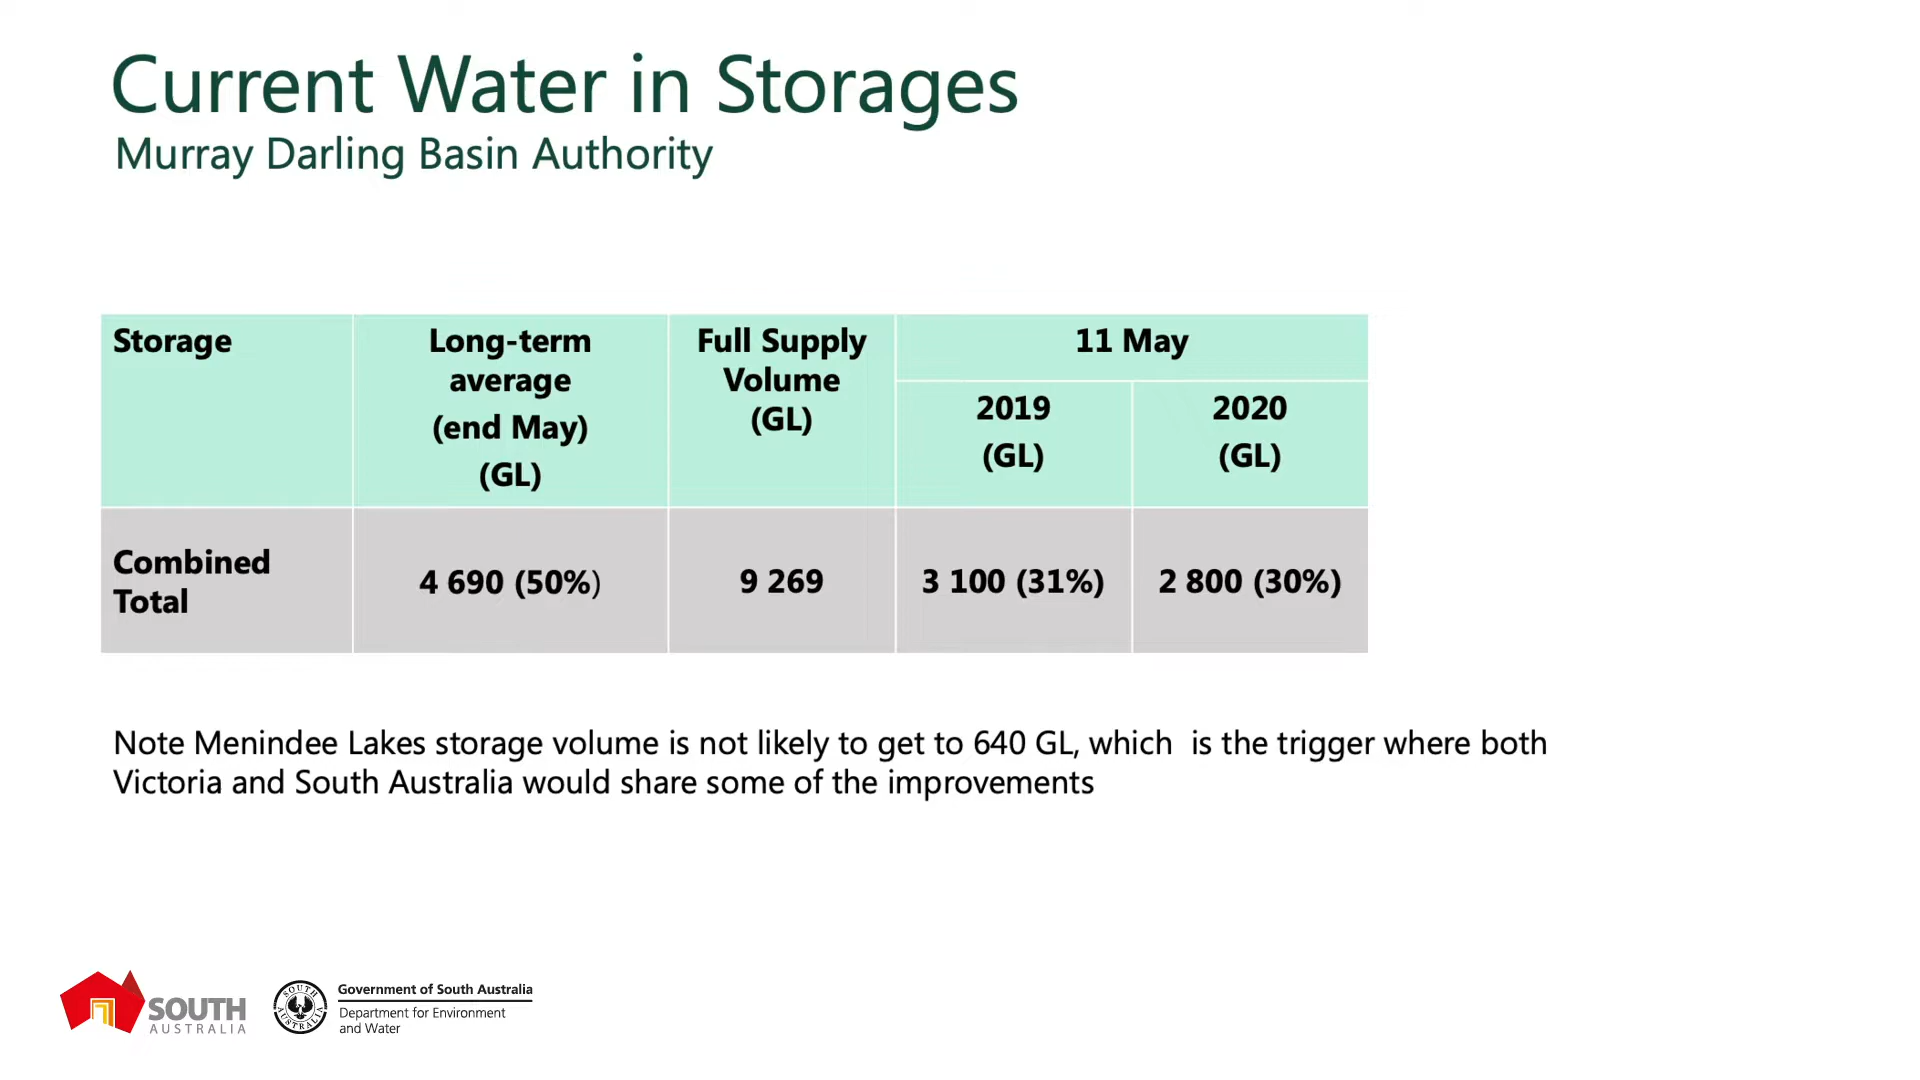 Current Water in Storages
Murray Darling Basin Authority
Storage
Long-term
average
(end May)
(GL)
Full Supply
Volume
(GL)
11 May
2019
(GL)
2020
(GL)
Combined
Total
4 690 (50%)
9 269
3 100 (31%)
2 800 (30%)
Note Menindee Lakes storage volume is not likely to get to 640 GL, which  is the trigger where both
Victoria and South Australia would share some of the improvements
SOUTH
AUSTRALIA
SOUTH
AUSTRALIA
Government of South Australia
Department for Environment
and Water